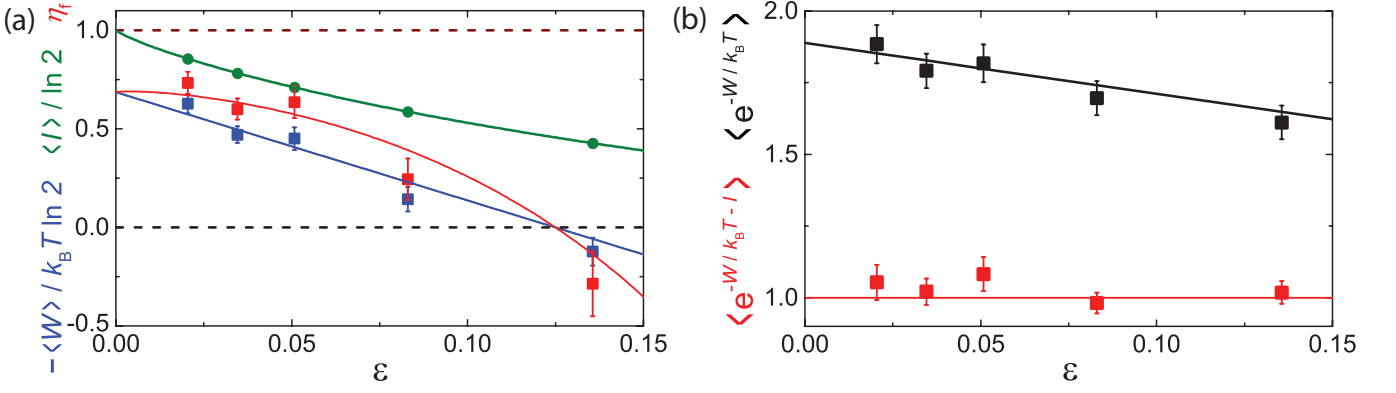 (a)
−⟨W⟩ / k_B T ln 2 ⟨I⟩ / ln 2 η_f
1.0
0.5
0.0
-0.5
0.00 0.05 0.10 0.15
ε
(b)
<e^-W / k_B T - I> <e^-W / k_B T>
2.0
1.5
1.0
0.00 0.05 0.10 0.15
ε